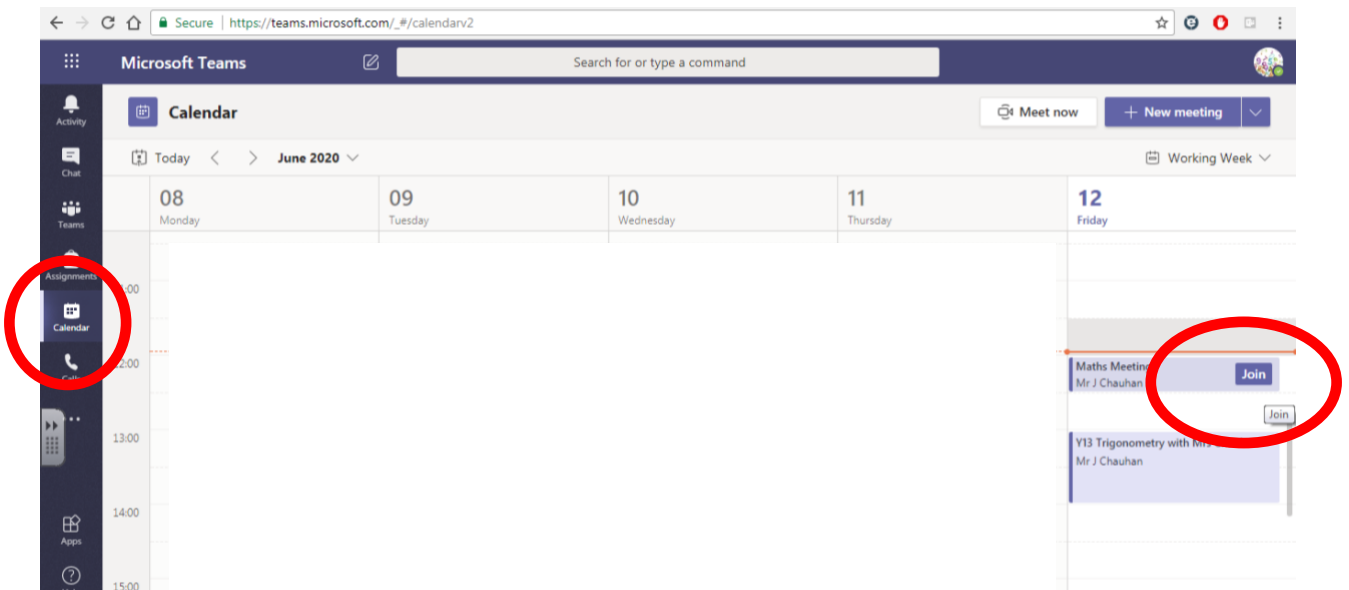 Secure | https://teams.microsoft.com/_#/calendarv2
Microsoft Teams
Search for or type a command
Activity
Calendar
Meet now
+ New meeting
Chat
Today
June 2020
Working Week
Teams
08
Monday
09
Tuesday
10
Wednesday
11
Thursday
12
Friday
Assignments
:00
Calendar
:00
Maths Meeting
Mr J Chauhan
Join
Join
13:00
Y13 Trigonometry with
Mr J Chauhan
14:00
Apps
15:00